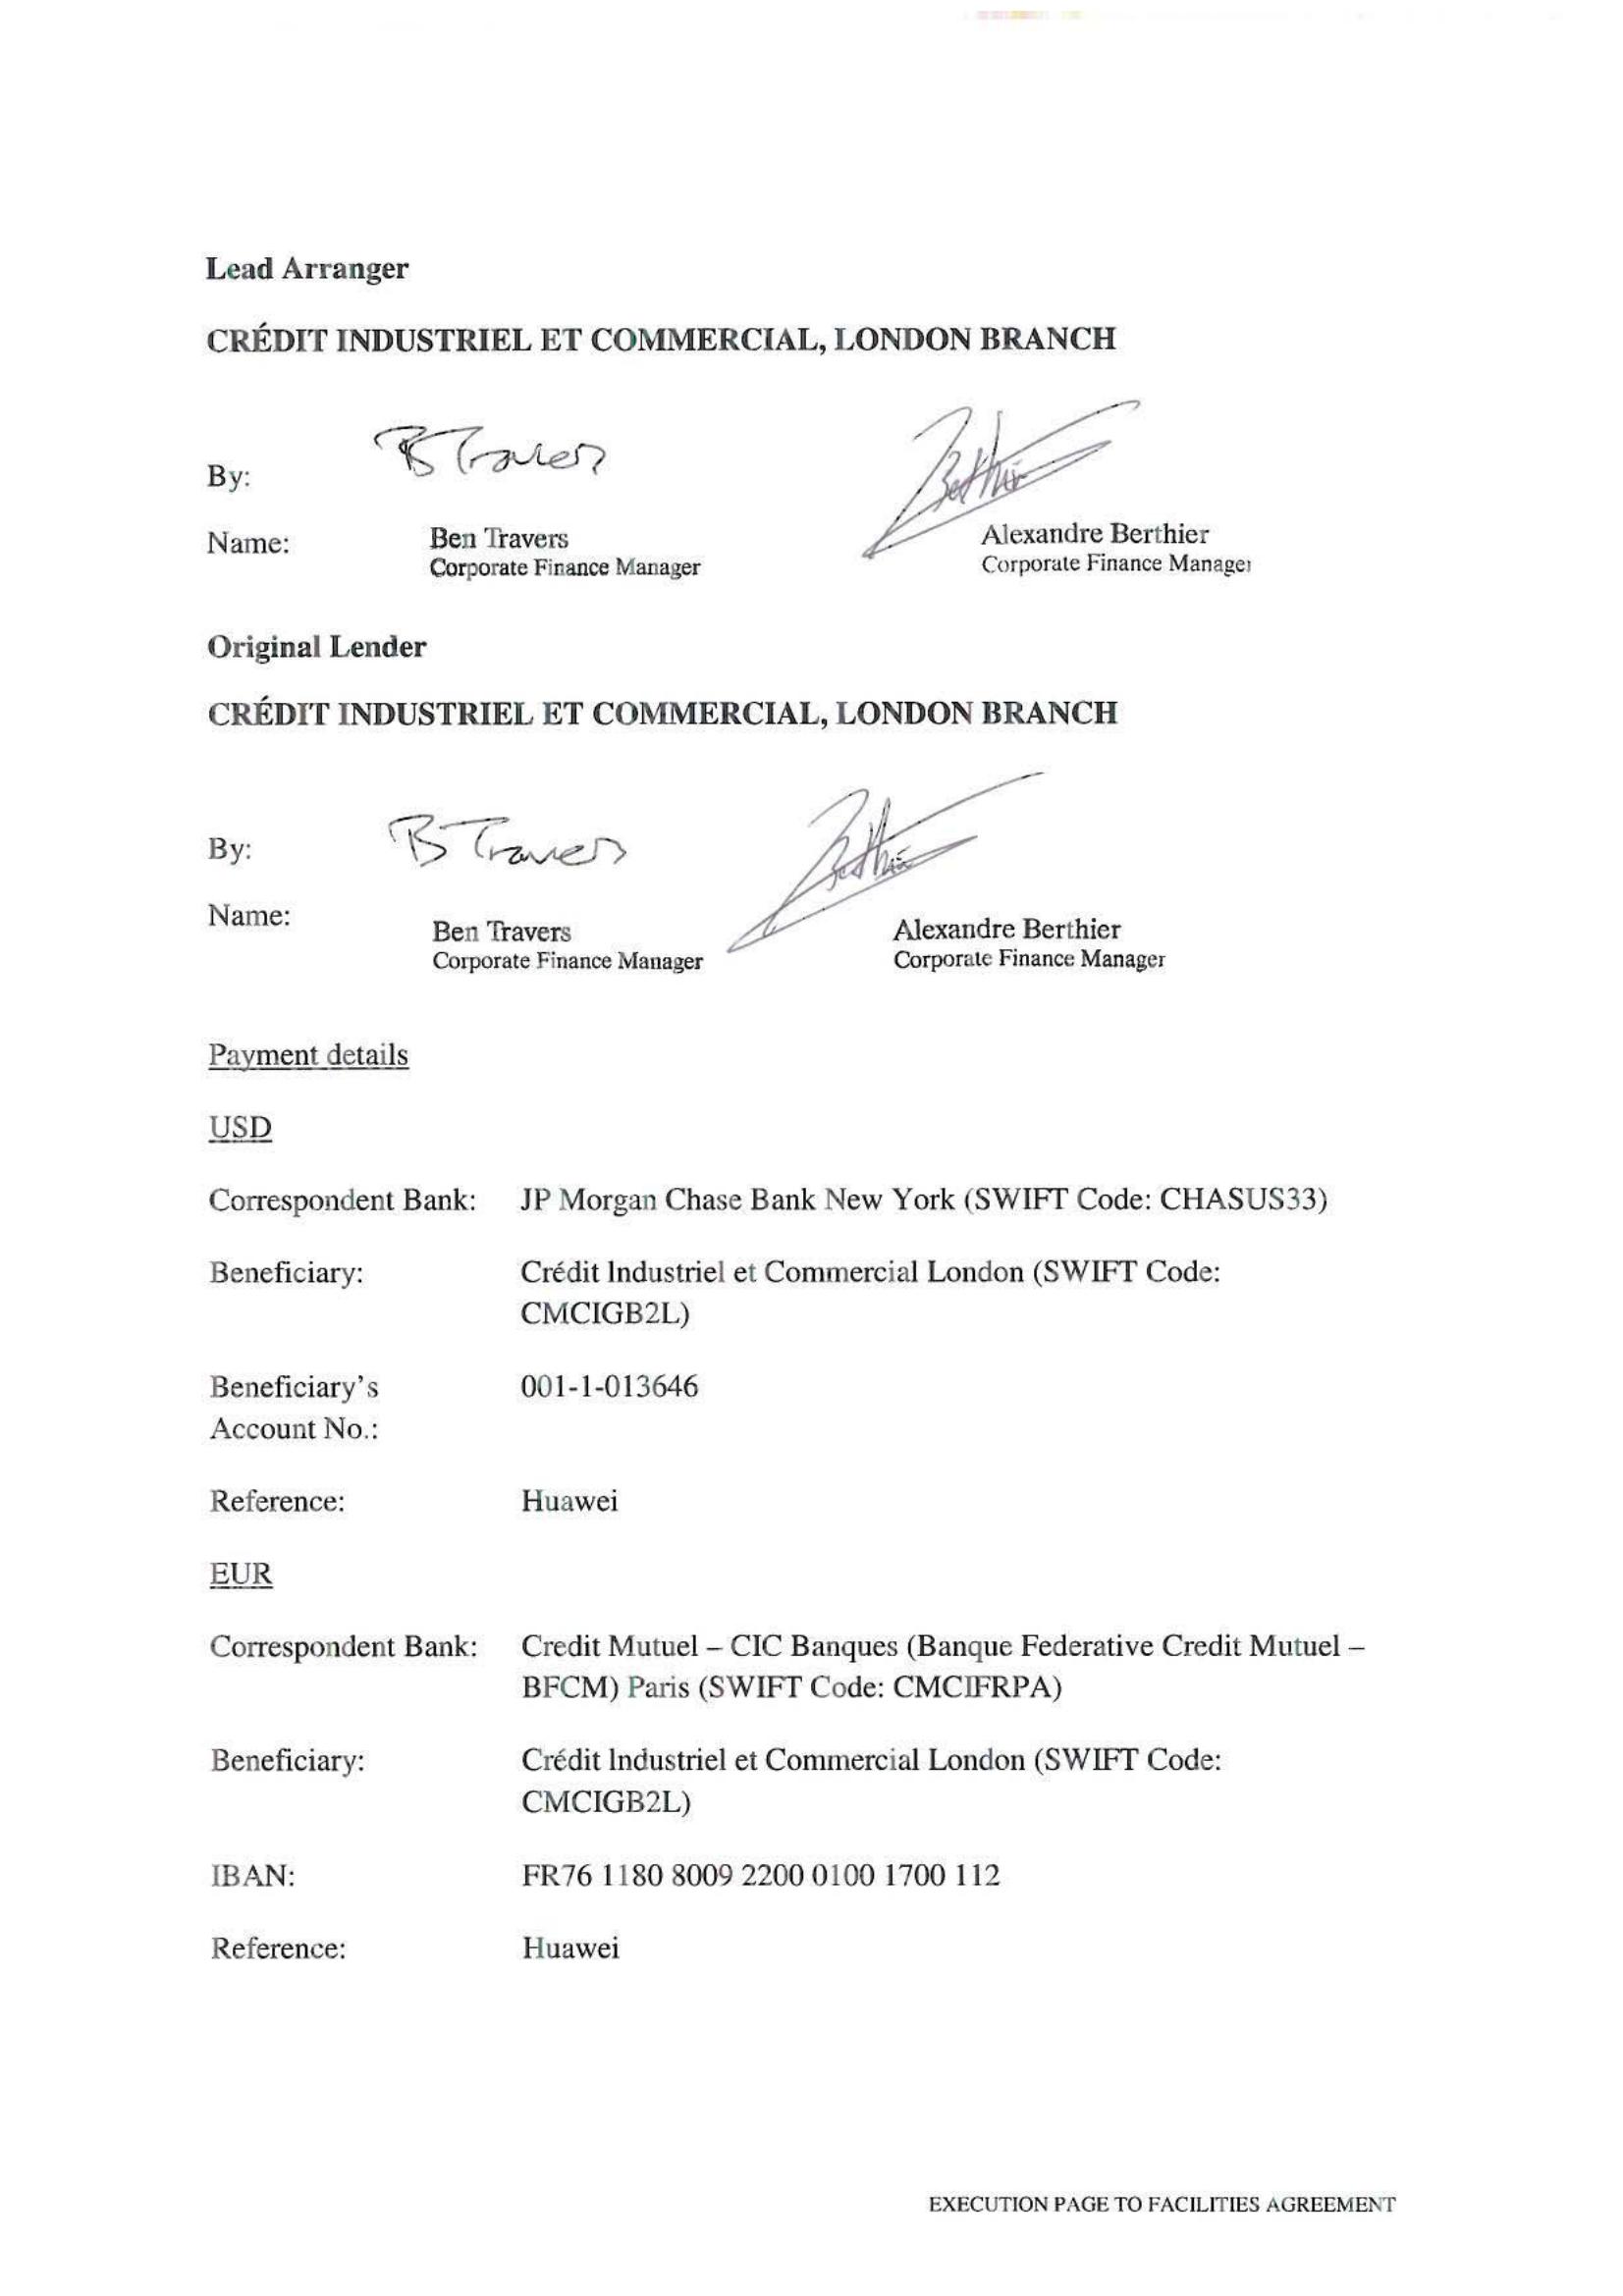 Lead Arranger
CRÉDIT INDUSTRIEL ET COMMERCIAL, LONDON BRANCH
By: B Travers Berthier
Name: Ben Travers Alexandre Berthier
Corporate Finance Manager Corporate Finance Manager
Original Lender
CRÉDIT INDUSTRIEL ET COMMERCIAL, LONDON BRANCH
By: B Travers Berthier
Name: Ben Travers Alexandre Berthier
Corporate Finance Manager Corporate Finance Manager
Payment details
USD
Correspondent Bank: JP Morgan Chase Bank New York (SWIFT Code: CHASUS33)
Beneficiary: Crédit Industriel et Commercial London (SWIFT Code:
CMCIGB2L)
Beneficiary's 001-1-013646
Account No.:
Reference: Huawei
EUR
Correspondent Bank: Credit Mutuel – CIC Banques (Banque Federative Credit Mutuel –
BFCM) Paris (SWIFT Code: CMCIFRPA)
Beneficiary: Crédit Industriel et Commercial London (SWIFT Code:
CMCIGB2L)
IBAN: FR76 1180 8009 2200 0100 1700 112
Reference: Huawei
EXECUTION PAGE TO FACILITIES AGREEMENT